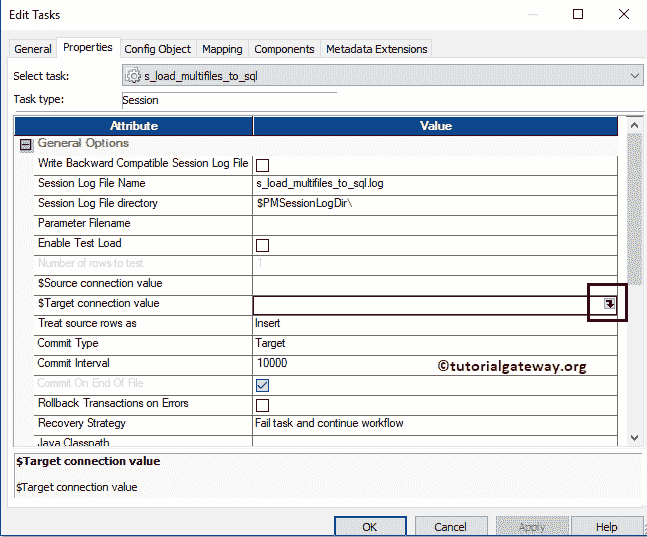 Edit Tasks
General Properties Config Object Mapping Components Metadata Extensions
Select task: s_load_multifiles_to_sql
Task type: Session
Attribute Value
General Options
Write Backward Compatible Session Log File
Session Log File Name s_load_multifiles_to_sql.log
Session Log File directory $PMSessionLogDir\
Parameter Filename
Enable Test Load
Number of rows to test 1
$Source connection value
$Target connection value
Treat source rows as Insert
Commit Type Target
Commit Interval 10000
©tutorialgateway.org
Commit On End Of File
Rollback Transactions on Errors
Recovery Strategy Fail task and continue workflow
Java Classpath
$Target connection value
$Target connection value
OK Cancel Apply Help